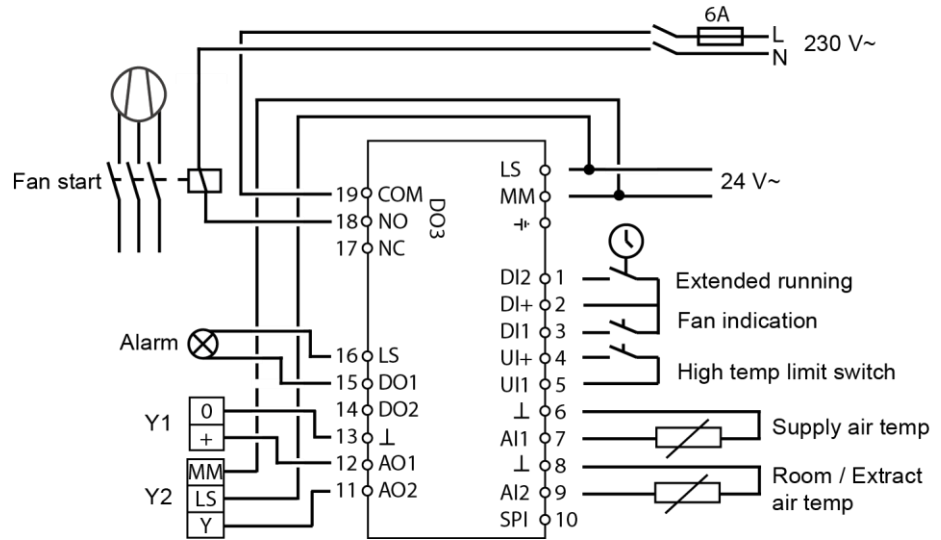 6A
L
N
230 V~
Fan start
LS
MM
24 V~
19 COM
18 NO
17 NC
DO3
DI2 1
DI+ 2
DI1 3
UI+ 4
UI1 5
⊥ 6
AI1 7
⊥ 8
AI2 9
SPI 10
Extended running
Fan indication
High temp limit switch
Supply air temp
Room / Extract
air temp
Alarm
16 LS
15 DO1
14 DO2
13 ⊥
12 AO1
11 AO2
Y1
0
+
Y2
MM
LS
Y